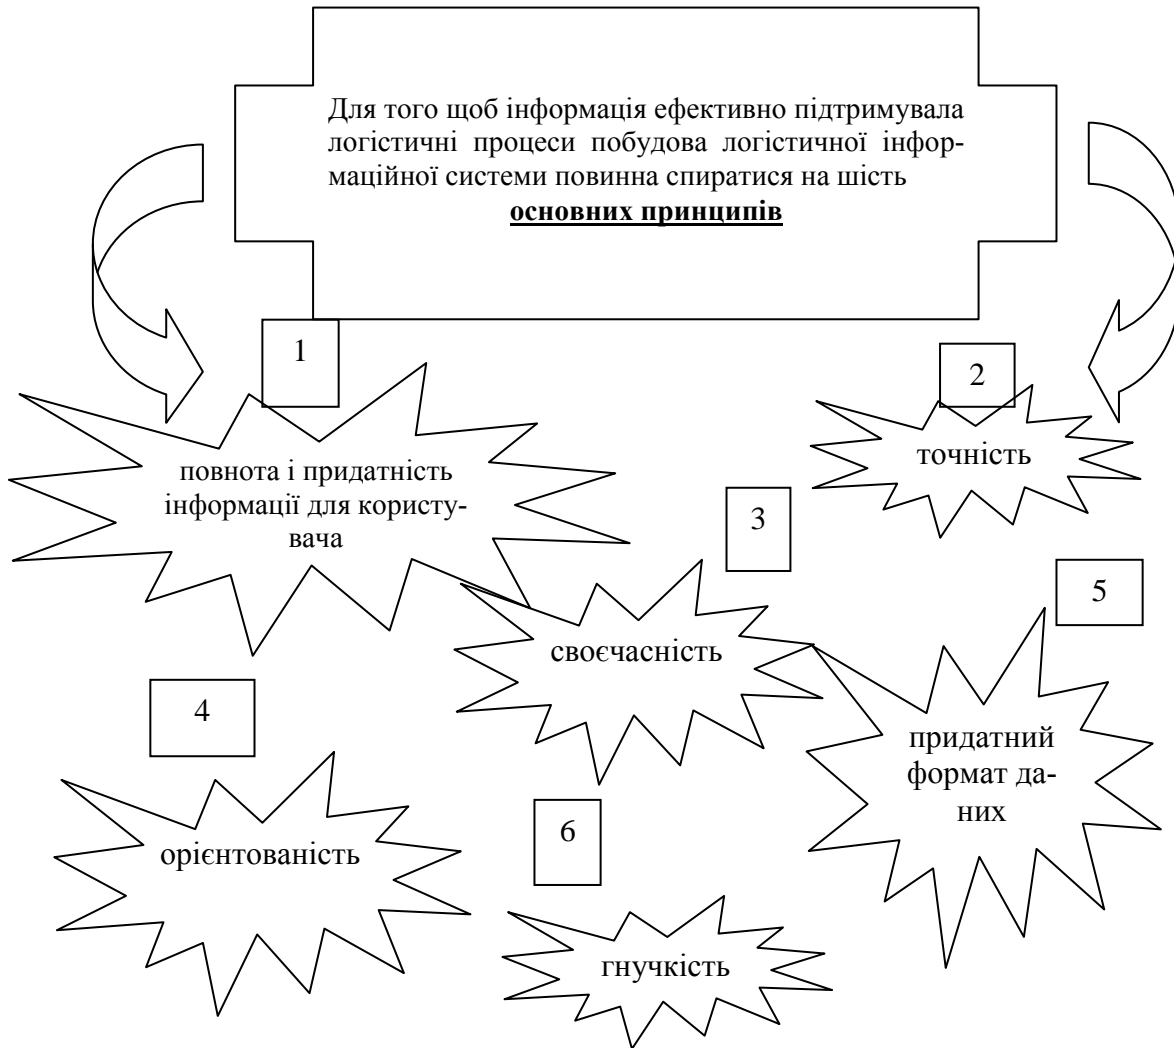 Для того щоб інформація ефективно підтримувала
логістичні процеси побудова логістичної інфор-
маційної системи повинна спиратися на шість
основних принципів
1
повнота і придатність
інформації для користу-
вача
2
точність
3
своєчасність
4
орієнтованість
5
придатний
формат да-
них
6
гнучкість